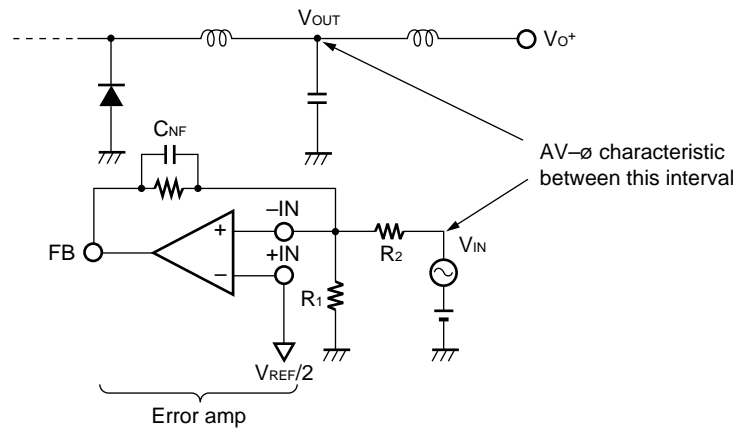 VOUT
VO+
CNF
AV–ø characteristic
between this interval
–IN
+
+IN
–
FB
R2
VIN
R1
VREF/2
Error amp